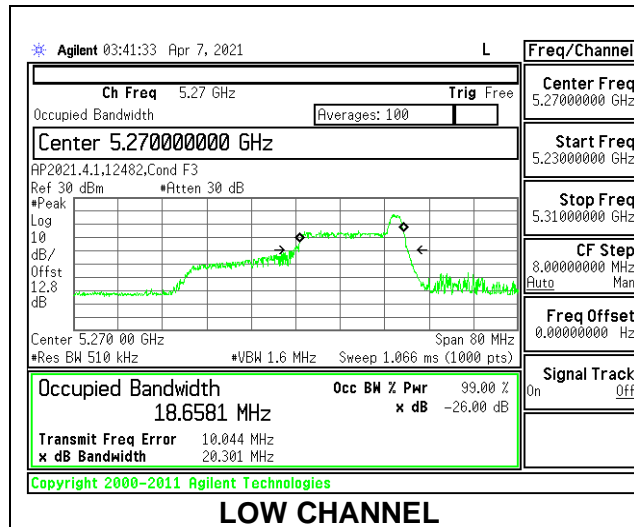 Agilent 03:41:33 Apr 7, 2021 L
Freq/Channel
Ch Freq 5.27 GHz Trig Free
Occupied Bandwidth Averages: 100
Center 5.270000000 GHz
AP2021.4.1,12482,Cond F3
Ref 30 dBm #Atten 30 dB
#Peak
Log
10
dB/
Offst
12.8
dB
Center 5.270 00 GHz Span 80 MHz
#Res BW 510 kHz #VBW 1.6 MHz Sweep 1.066 ms (1000 pts)
Occupied Bandwidth Occ BW % Pwr 99.00 %
18.6581 MHz x dB -26.00 dB
Transmit Freq Error 10.044 MHz
x dB Bandwidth 20.301 MHz
Copyright 2000-2011 Agilent Technologies
Center Freq
5.27000000 GHz
Start Freq
5.23000000 GHz
Stop Freq
5.31000000 GHz
CF Step
8.00000000 MHz
Auto Man
Freq Offset
0.00000000 Hz
Signal Track
On Off
LOW CHANNEL